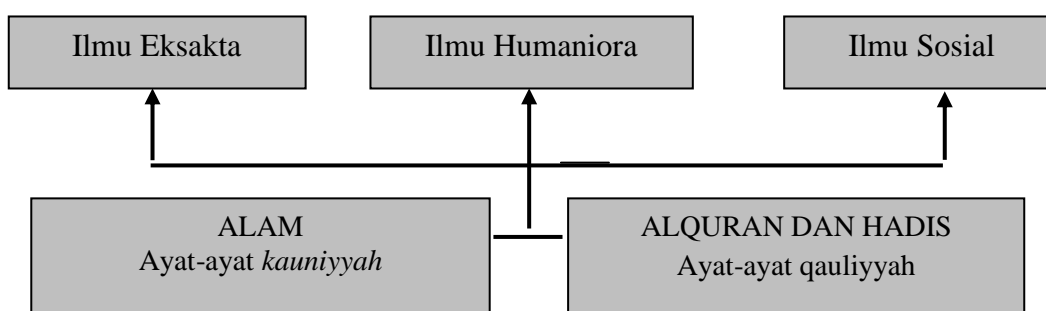 Ilmu Eksakta
Ilmu Humaniora
Ilmu Sosial
ALAM
Ayat-ayat kauniyyah
ALQURAN DAN HADIS
Ayat-ayat qauliyyah